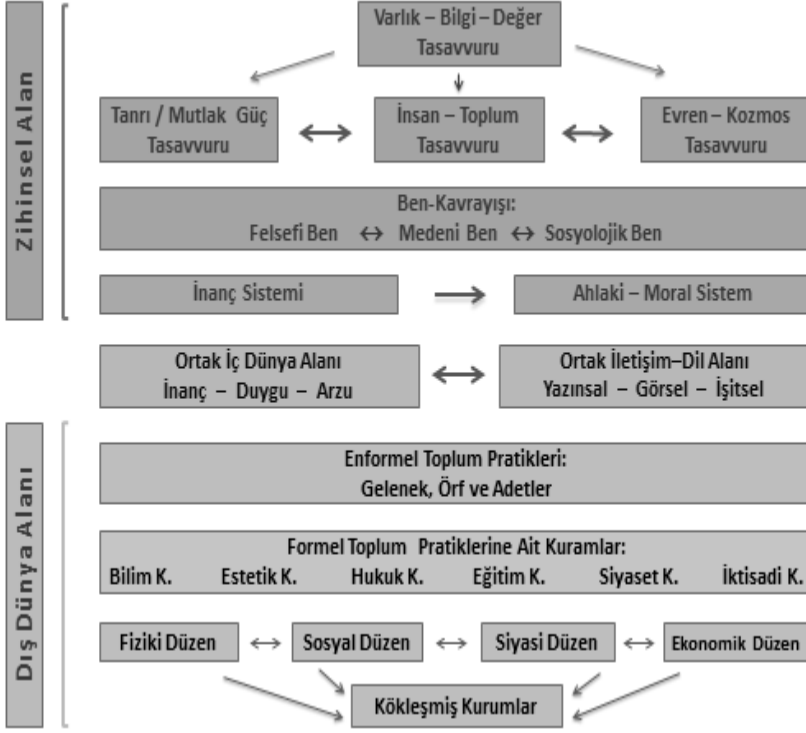 Zihinsel Alan
Varlık – Bilgi – Değer
Tasavvuru
Tanrı / Mutlak Güç
Tasavvuru
İnsan – Toplum
Tasavvuru
Evren – Kozmos
Tasavvuru
Ben-Kavrayışı:
Felsefi Ben ↔ Medeni Ben ↔ Sosyolojik Ben
İnanç Sistemi
Ahlaki – Moral Sistem
Ortak İç Dünya Alanı
İnanç – Duygu – Arzu
Ortak İletişim–Dil Alanı
Yazınsal – Görsel – İşitsel
Dış Dünya Alanı
Enformel Toplum Pratikleri:
Gelenek, Örf ve Adetler
Formel Toplum Pratiklerine Ait Kuramlar:
Bilim K. Estetik K. Hukuk K. Eğitim K. Siyaset K. İktisadi K.
Fiziki Düzen
Sosyal Düzen
Siyasi Düzen
Ekonomik Düzen
Kökleşmiş Kurumlar